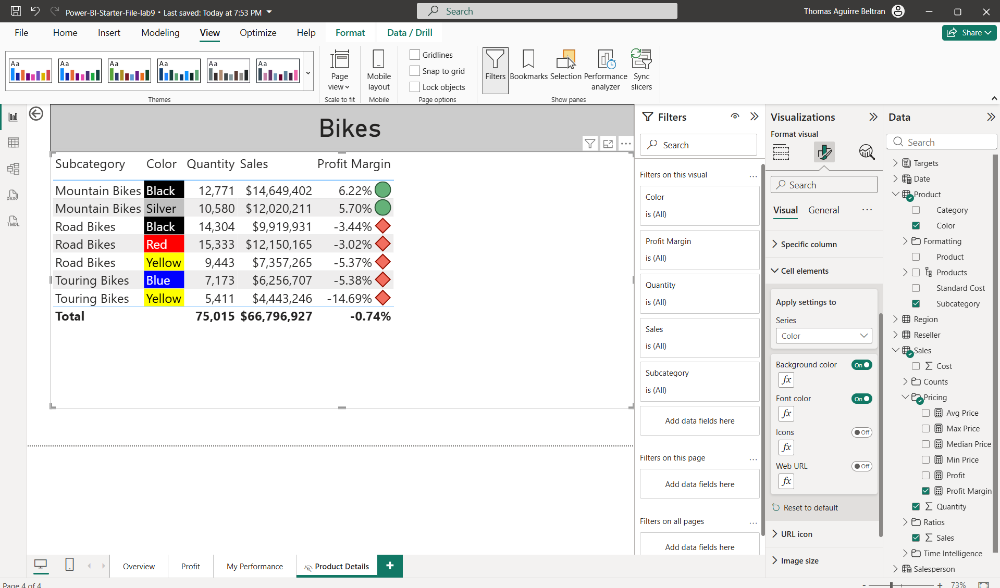 Power-BI-Starter-File-lab9 • Last saved: Today at 7:53 PM
Search
Thomas Aguirre Beltran
File Home Insert Modeling View Optimize Help Format Data / Drill
Share
Aa Aa Aa Aa Aa Aa
Themes
Page view
Scale to fit
Mobile layout
Mobile
Gridlines
Snap to grid
Lock objects
Page options
Filters
Bookmarks
Selection
Performance analyzer
Sync slicers
Show panes
DAX
TMDL
Bikes
Subcategory Color Quantity Sales Profit Margin
Mountain Bikes Black 12,771 $14,649,402 6.22%
Mountain Bikes Silver 10,580 $12,020,211 5.70%
Road Bikes Black 14,304 $9,919,931 -3.44%
Road Bikes Red 15,333 $12,150,165 -3.02%
Road Bikes Yellow 9,443 $7,357,265 -5.37%
Touring Bikes Blue 7,173 $6,256,707 -5.38%
Touring Bikes Yellow 5,411 $4,443,246 -14.69%
Total 75,015 $66,796,927 -0.74%
Filters
Search
Filters on this visual
Color
is (All)
Profit Margin
is (All)
Quantity
is (All)
Sales
is (All)
Subcategory
is (All)
Add data fields here
Filters on this page
Add data fields here
Filters on all pages
Add data fields here
Visualizations
Format visual
Search
Visual General
Specific column
Cell elements
Apply settings to
Series
Color
Background color On
fx
Font color On
fx
Icons Off
fx
Web URL Off
fx
Reset to default
URL icon
Image size
Data
Search
Targets
Date
Product
Category
Color
Formatting
Product
Products
Standard Cost
Subcategory
Region
Reseller
Sales
Cost
Counts
Pricing
Avg Price
Max Price
Median Price
Min Price
Profit
Profit Margin
Quantity
Ratios
Sales
Time Intelligence
Salesperson
Overview Profit My Performance Product Details
Page 4 of 4
73%